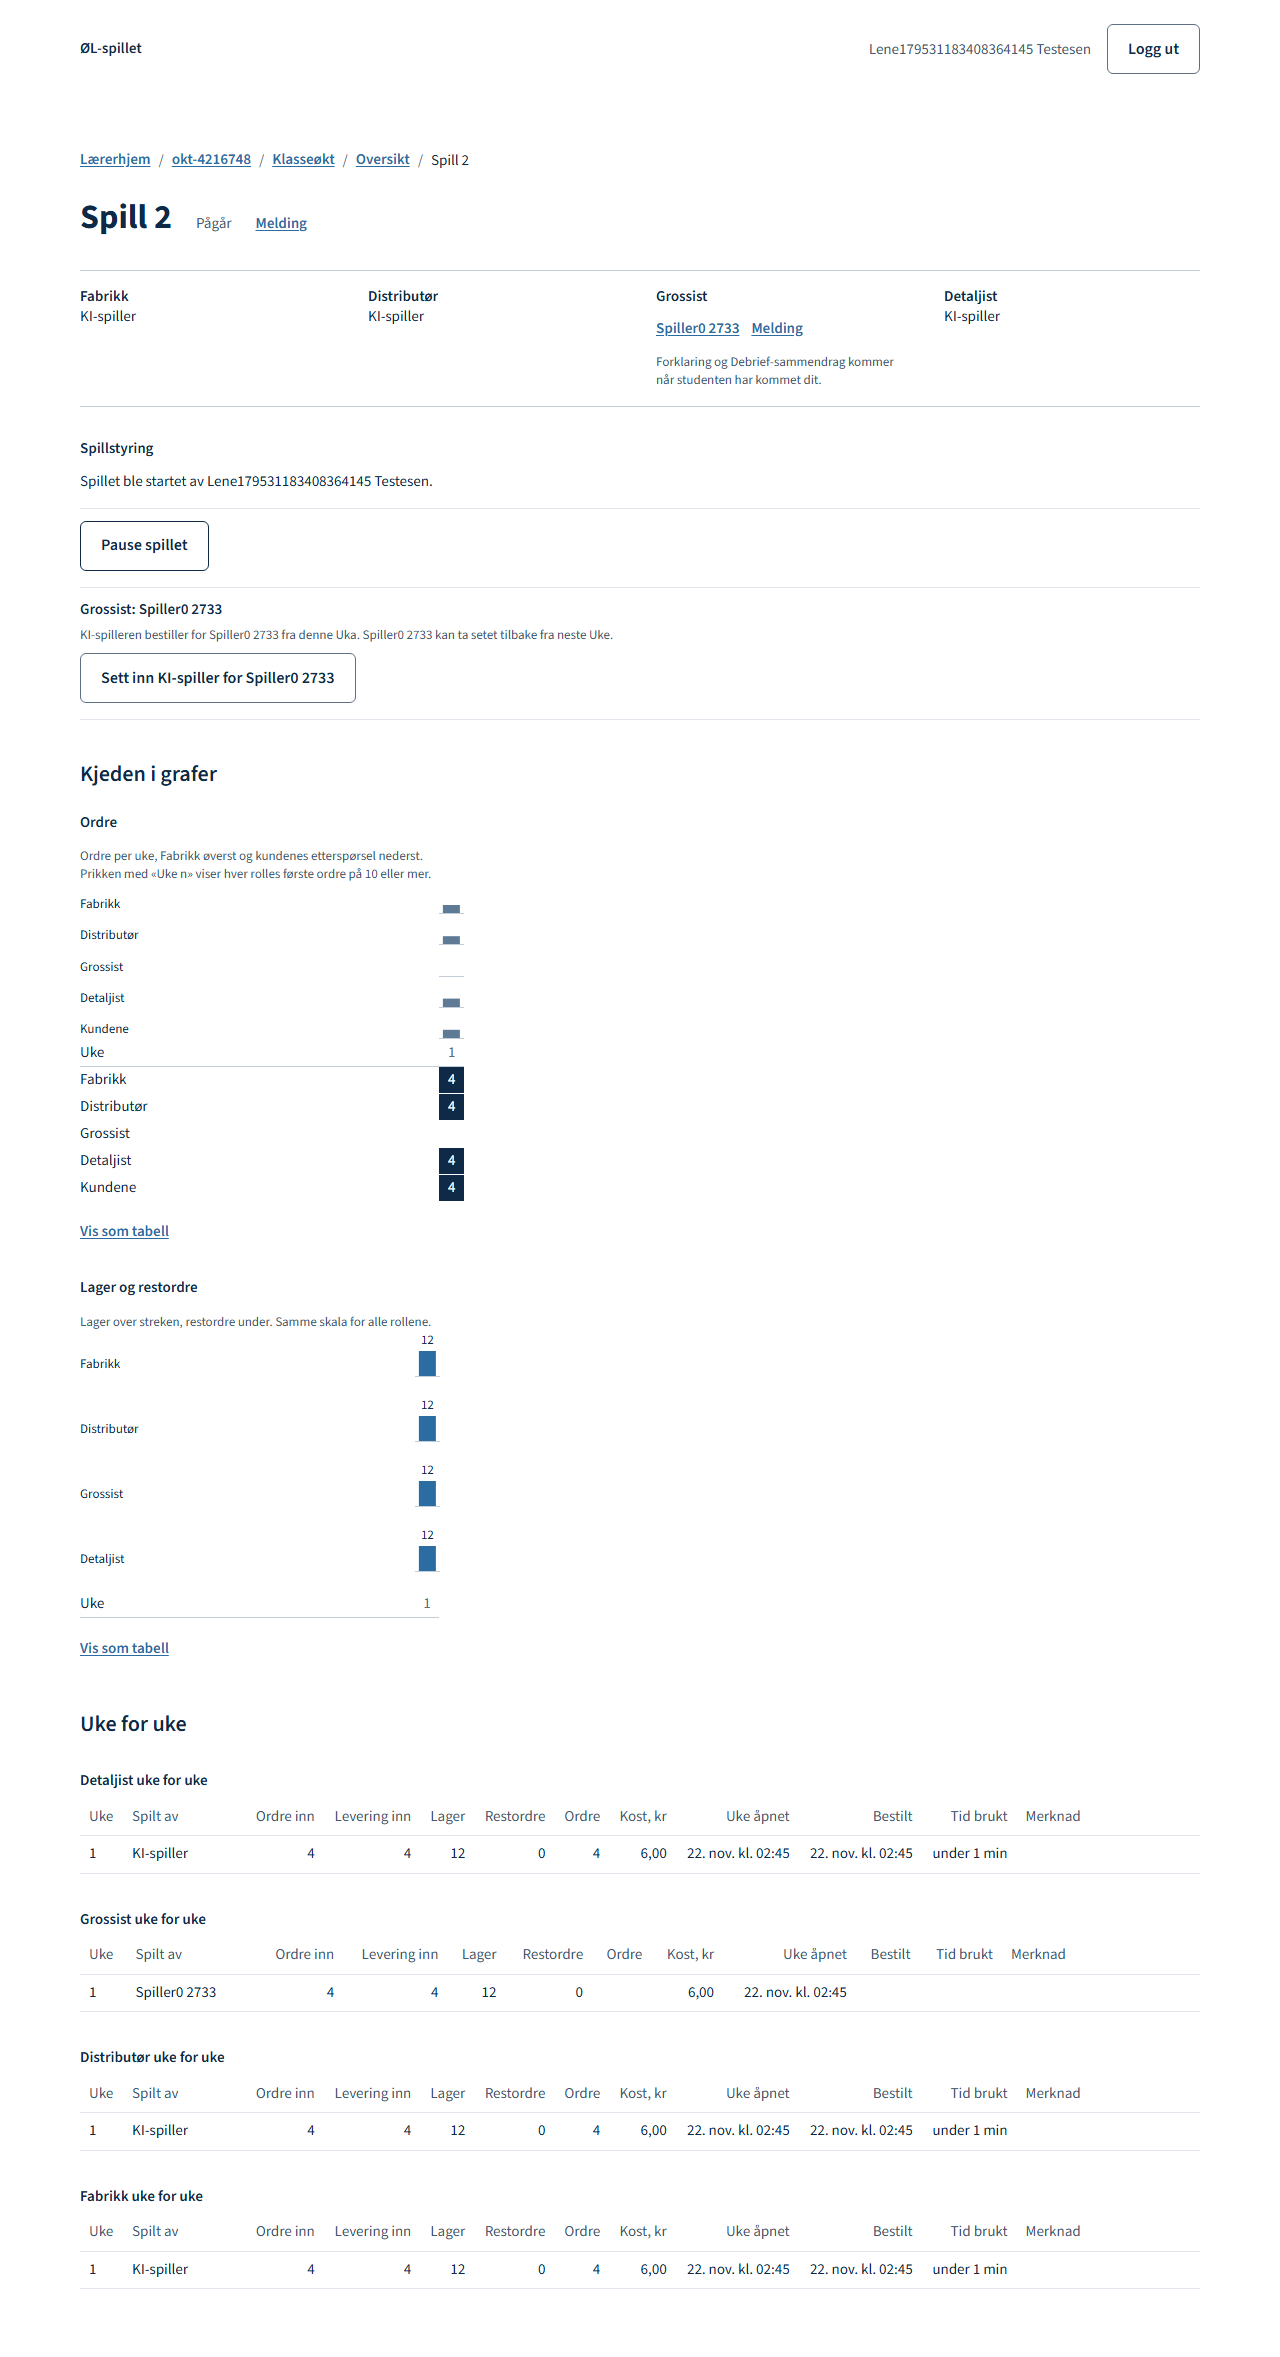 ØL-spillet
Lene179531183408364145 Testesen
Logg ut
Lærerhjem / okt-4216748 / Klasseøkt / Oversikt / Spill 2
Spill 2 Pågår Melding
Fabrikk
KI-spiller
Distributør
KI-spiller
Grossist
Spiller0 2733 Melding
Forklaring og Debrief-sammendrag kommer
når studenten har kommet dit.
Detaljist
KI-spiller
Spillstyring
Spillet ble startet av Lene179531183408364145 Testesen.
Pause spillet
Grossist: Spiller0 2733
KI-spilleren bestiller for Spiller0 2733 fra denne Uka. Spiller0 2733 kan ta setet tilbake fra neste Uke.
Sett inn KI-spiller for Spiller0 2733
Kjeden i grafer
Ordre
Ordre per uke, Fabrikk øverst og kundenes etterspørsel nederst.
Prikken med «Uke n» viser hver rolles første ordre på 10 eller mer.
Fabrikk
Distributør
Grossist
Detaljist
Kundene
Uke 1
Fabrikk 4
Distributør 4
Grossist
Detaljist 4
Kundene 4
Vis som tabell
Lager og restordre
Lager over streken, restordre under. Samme skala for alle rollene.
12
Fabrikk
12
Distributør
12
Grossist
12
Detaljist
Uke 1
Vis som tabell
Uke for uke
Detaljist uke for uke
Uke Spilt av Ordre inn Levering inn Lager Restordre Ordre Kost, kr Uke åpnet Bestilt Tid brukt Merknad
1 KI-spiller 4 4 12 0 4 6,00 22. nov. kl. 02:45 22. nov. kl. 02:45 under 1 min
Grossist uke for uke
Uke Spilt av Ordre inn Levering inn Lager Restordre Ordre Kost, kr Uke åpnet Bestilt Tid brukt Merknad
1 Spiller0 2733 4 4 12 0 6,00 22. nov. kl. 02:45
Distributør uke for uke
Uke Spilt av Ordre inn Levering inn Lager Restordre Ordre Kost, kr Uke åpnet Bestilt Tid brukt Merknad
1 KI-spiller 4 4 12 0 4 6,00 22. nov. kl. 02:45 22. nov. kl. 02:45 under 1 min
Fabrikk uke for uke
Uke Spilt av Ordre inn Levering inn Lager Restordre Ordre Kost, kr Uke åpnet Bestilt Tid brukt Merknad
1 KI-spiller 4 4 12 0 4 6,00 22. nov. kl. 02:45 22. nov. kl. 02:45 under 1 min